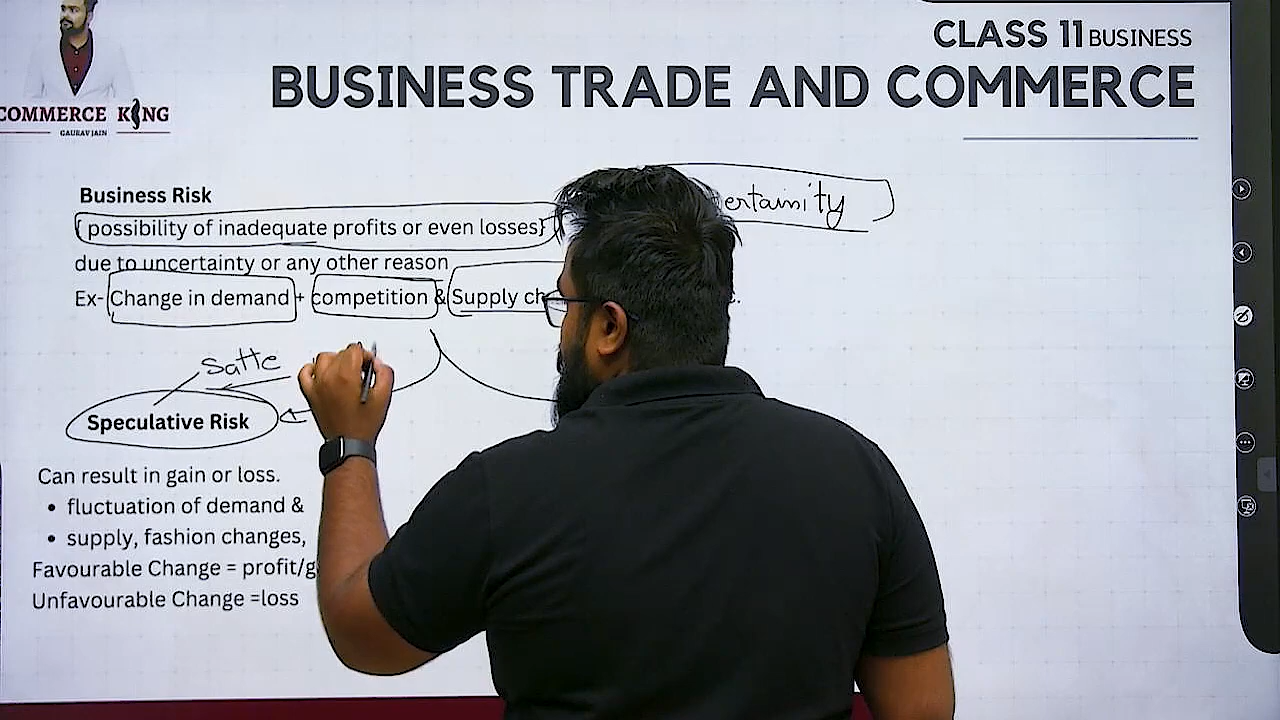 CLASS 11 BUSINESS
BUSINESS TRADE AND COMMERCE
COMMERCE KING
GAURAV JAIN
Business Risk
ertainity
{possibility of inadequate profits or even losses}
due to uncertainty or any other reason
Ex- Change in demand + competition & Supply ch
Satte
Speculative Risk
Can result in gain or loss.
• fluctuation of demand &
• supply, fashion changes,
Favourable Change = profit/g
Unfavourable Change =loss